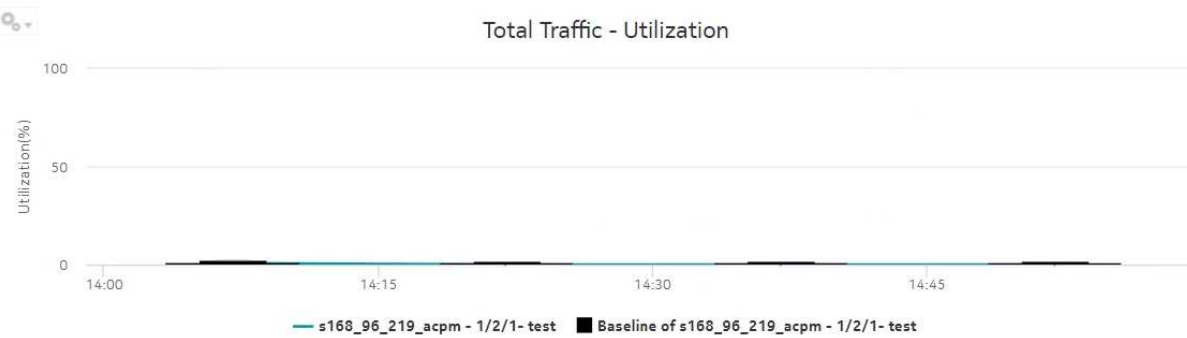 Total Traffic - Utilization
100
50
0
Utilization(%)
14:00 14:15 14:30 14:45
s168_96_219_acpm - 1/2/1- test Baseline of s168_96_219_acpm - 1/2/1- test